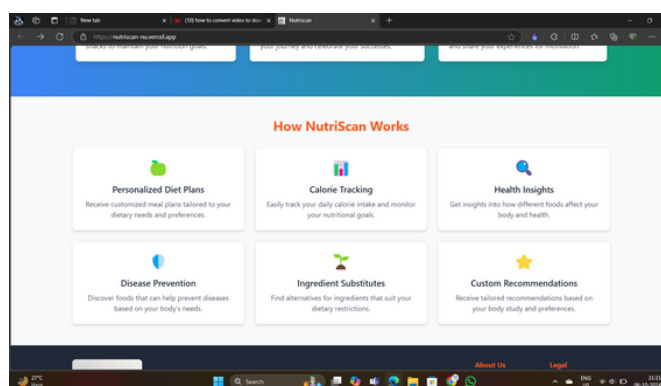 New tab
(10) how to convert video to dow
Nutriscan
https://nutriscan-nu.vercel.app
snacks to maintain your nutrition goals.
your journey and celebrate your successes.
and share your experiences for motivation.
How NutriScan Works
Personalized Diet Plans
Receive customized meal plans tailored to your
dietary needs and preferences.
Calorie Tracking
Easily track your daily calorie intake and monitor
your nutritional goals.
Health Insights
Get insights into how different foods affect your
body and health.
Disease Prevention
Discover foods that can help prevent diseases
based on your body's needs.
Ingredient Substitutes
Find alternatives for ingredients that suit your
dietary restrictions.
Custom Recommendations
Receive tailored recommendations based on
your body study and preferences.
About Us
Legal
27°C
Haze
Search
ENG
21:21